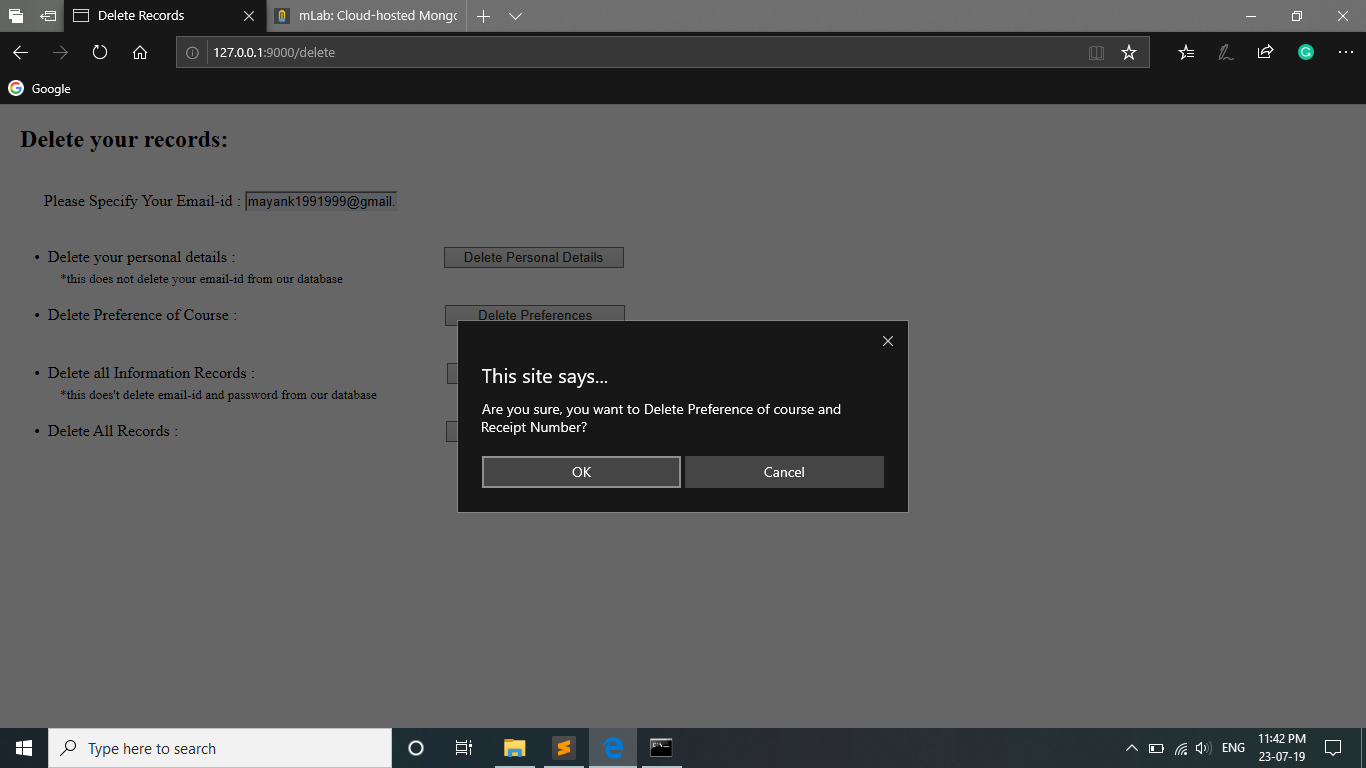 Delete Records
mLab: Cloud-hosted Mong
127.0.0.1:9000/delete
Google
Delete your records:
Please Specify Your Email-id : mayank1991999@gmail.
• Delete your personal details : Delete Personal Details
*this does not delete your email-id from our database
• Delete Preference of Course : Delete Preferences
• Delete all Information Records :
*this does't delete email-id and password from our database
• Delete All Records :
This site says...
Are you sure, you want to Delete Preference of course and
Receipt Number?
OK Cancel
Type here to search
ENG
11:42 PM
23-07-19